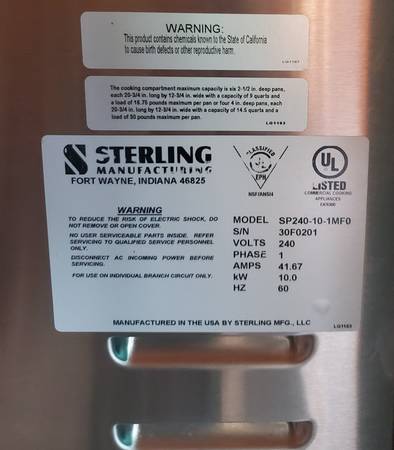 WARNING:
This product contains chemicals known to the State of California
to cause birth defects or other reproductive harm.
LG1167
The cooking compartment maximum capacity is six 2-1/2 in. deep pans,
each 20-3/4 in. long by 12-3/4 in. wide with a capacity of 9 quarts and
a load of 18.75 pounds maximum per pan or four 4 in. deep pans, each
20-3/4 in. long by 12-3/4 in. wide with a capacity of 14.5 quarts and a
load of 30 pounds maximum per pan.
LG1183
STERLING
MANUFACTURING
FORT WAYNE, INDIANA 46825
CLASSIFIED
EPH
NSF/ANSI4
UL
LISTED
COMMERCIAL COOKING
APPLIANCES
WARNING
TO REDUCE THE RISK OF ELECTRIC SHOCK, DO
NOT REMOVE OR OPEN COVER.
NO USER SERVICEABLE PARTS INSIDE. REFER
SERVICING TO QUALIFIED SERVICE PERSONNEL
ONLY.
DISCONNECT AC INCOMING POWER BEFORE
SERVICING.
FOR USE ON INDIVIDUAL BRANCH CIRCUIT ONLY.
MODEL SP240-10-1MF0
S/N 30F0201
VOLTS 240
PHASE 1
AMPS 41.67
kW 10.0
HZ 60
MANUFACTURED IN THE USA BY STERLING MFG., LLC
LG1163